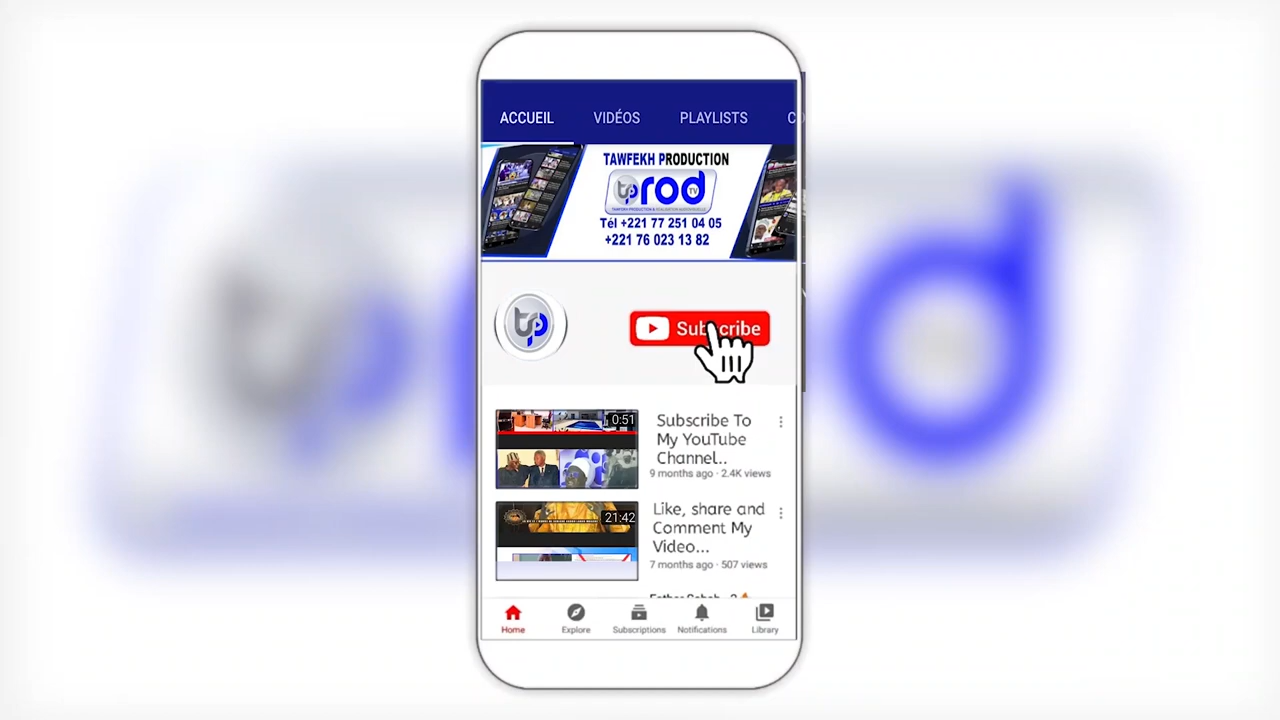 ACCUEIL VIDÉOS PLAYLISTS
TAWFEKH PRODUCTION
tprod TV
Tél +221 77 251 04 05
+221 76 023 13 82
tp
Subscribe
0:51
Subscribe To
My YouTube
Channel..
9 months ago · 2.4K views
21:42
Like, share and
Comment My
Video...
7 months ago · 507 views
Home Explore Subscriptions Notifications Library